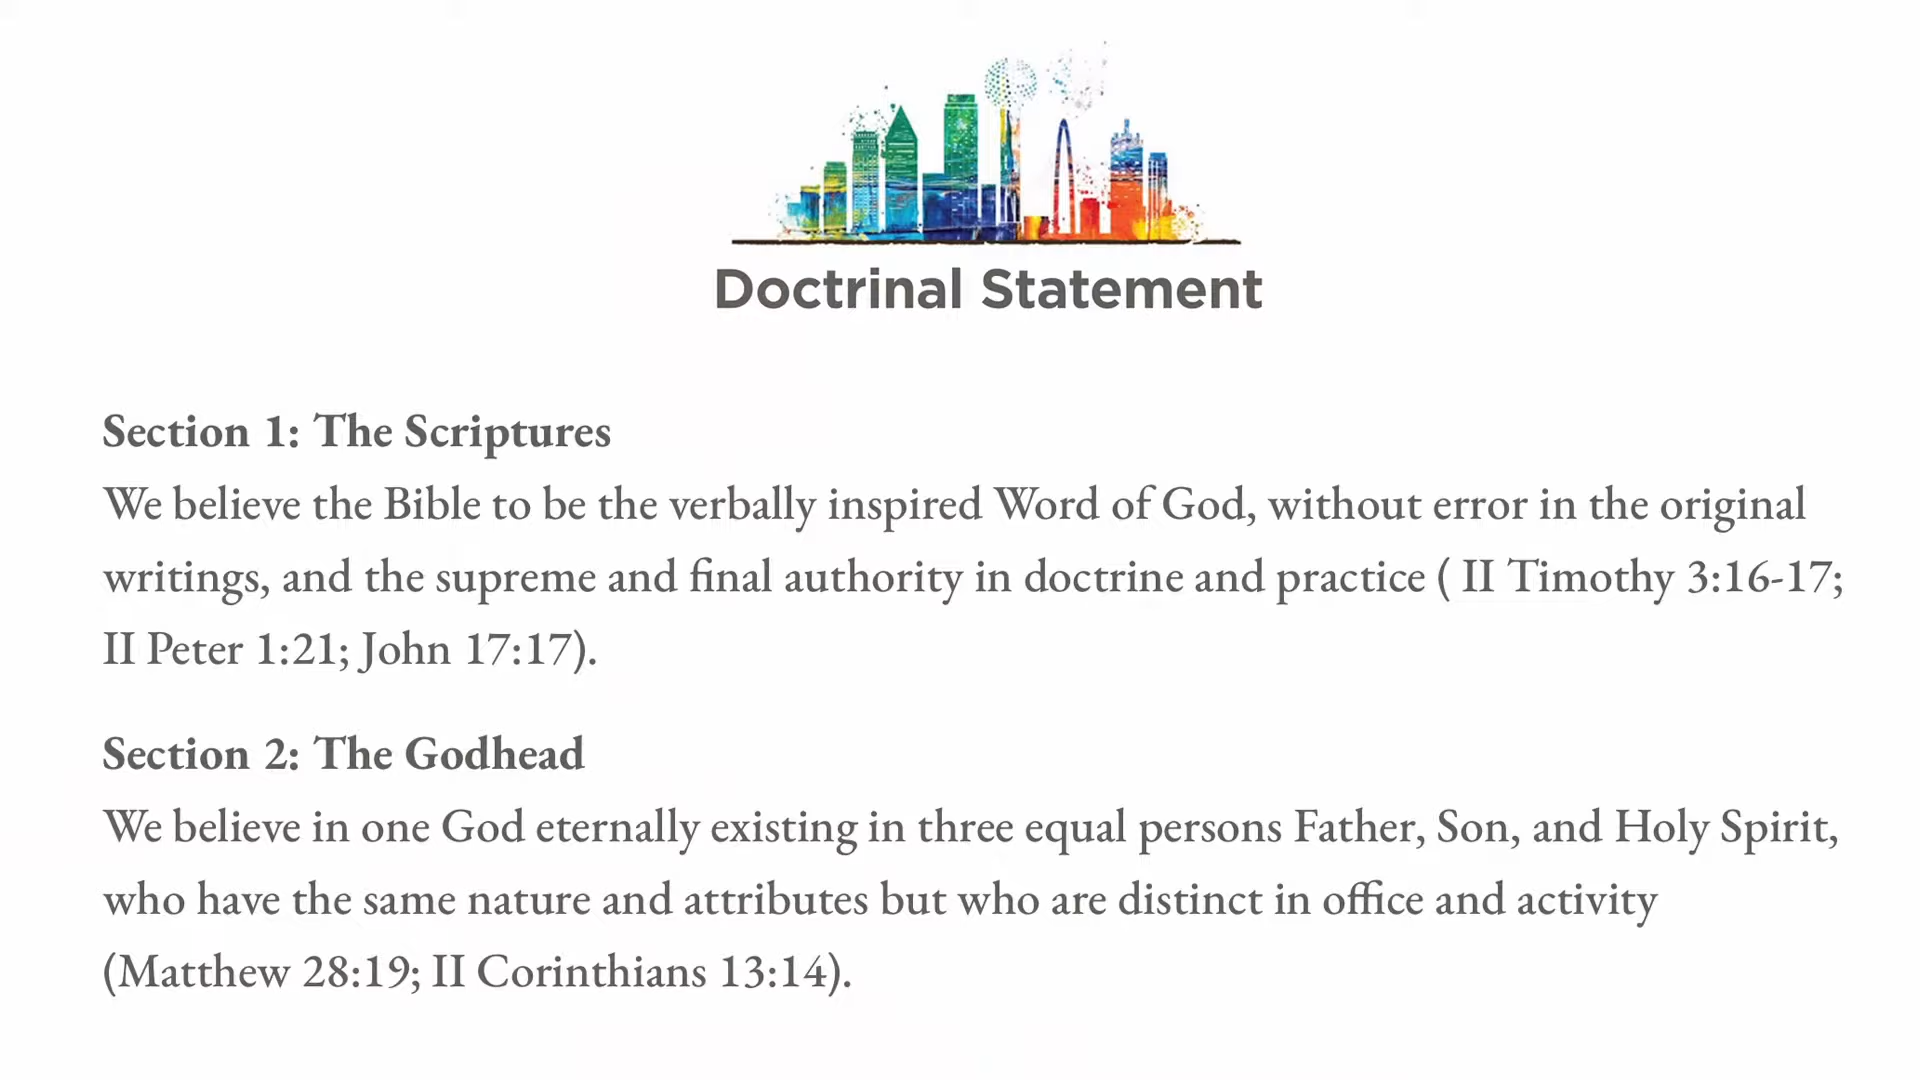 Doctrinal Statement
Section 1: The Scriptures
We believe the Bible to be the verbally inspired Word of God, without error in the original
writings, and the supreme and final authority in doctrine and practice ( II Timothy 3:16-17;
II Peter 1:21; John 17:17).
Section 2: The Godhead
We believe in one God eternally existing in three equal persons Father, Son, and Holy Spirit,
who have the same nature and attributes but who are distinct in office and activity
(Matthew 28:19; II Corinthians 13:14).